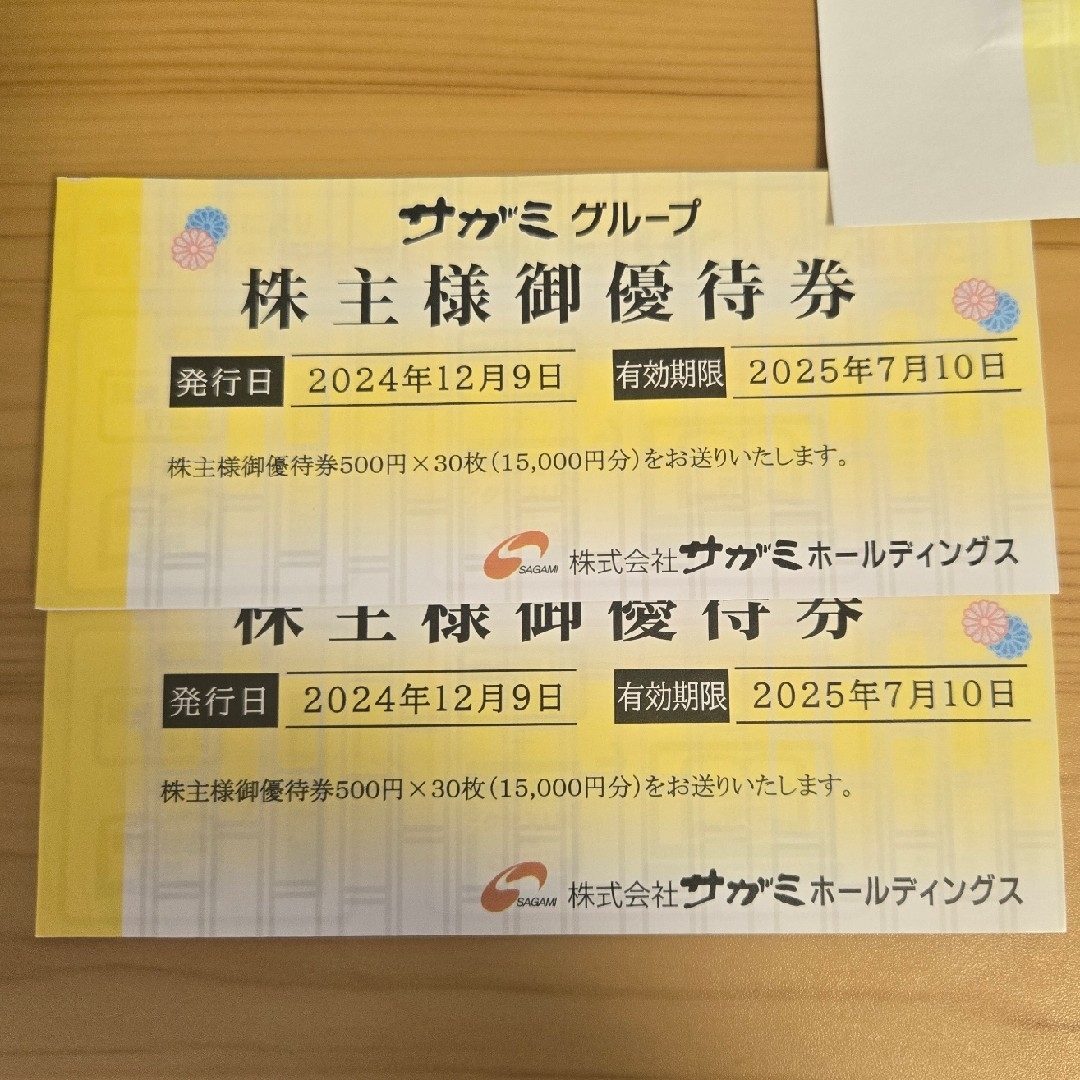 サガミグループ
株主様御優待券
発行日 2024年12月9日 有効期限 2025年7月10日
株主様御優待券500円×30枚(15,000円分)をお送りいたします。
SAGAMI 株式会社サガミホールディングス
株主様御優待券
発行日 2024年12月9日 有効期限 2025年7月10日
株主様御優待券500円×30枚(15,000円分)をお送りいたします。
SAGAMI 株式会社サガミホールディングス